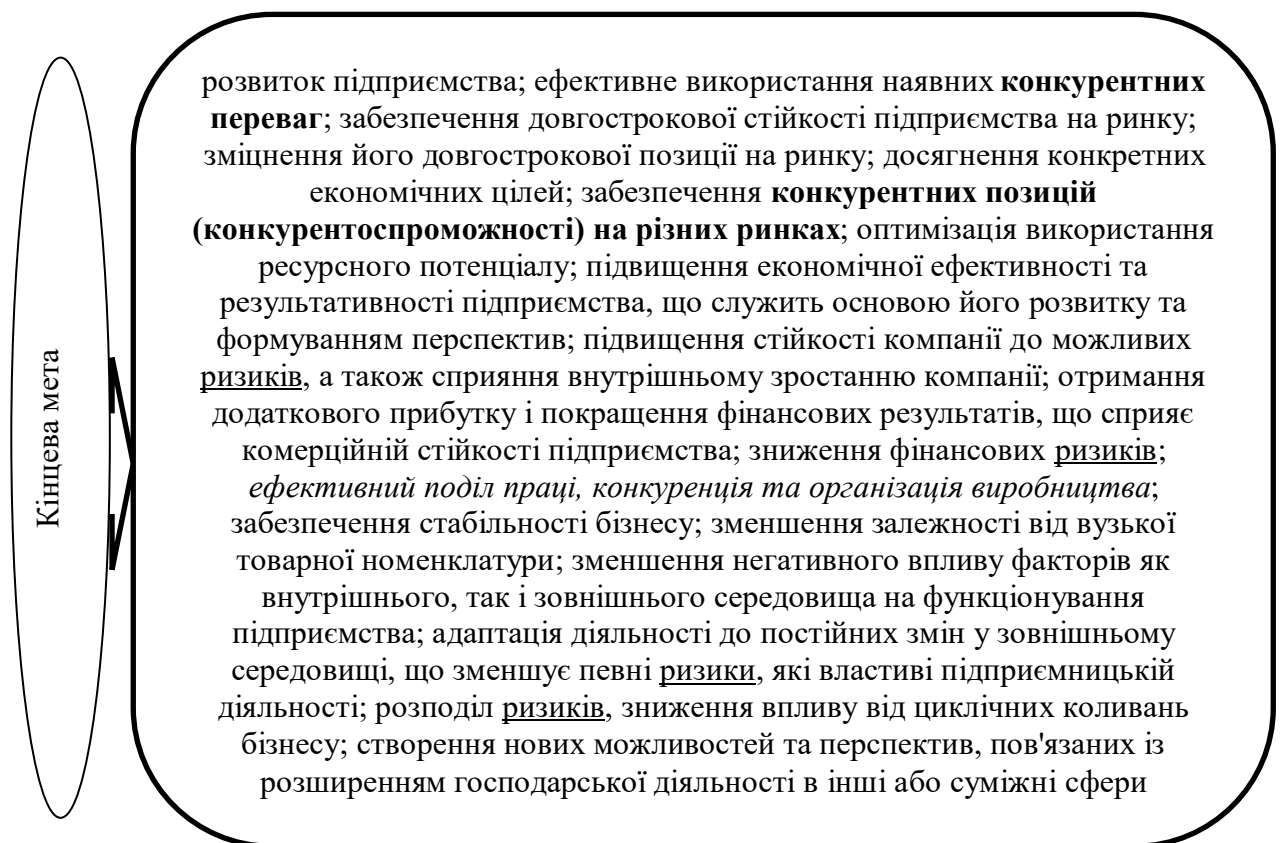 Кінцева мета
розвиток підприємства; ефективне використання наявних конкурентних
переваг; забезпечення довгострокової стійкості підприємства на ринку;
зміцнення його довгострокової позиції на ринку; досягнення конкретних
економічних цілей; забезпечення конкурентних позицій
(конкурентоспроможності) на різних ринках; оптимізація використання
ресурсного потенціалу; підвищення економічної ефективності та
результативності підприємства, що служить основою його розвитку та
формуванням перспектив; підвищення стійкості компанії до можливих
ризиків, а також сприяння внутрішньому зростанню компанії; отримання
додаткового прибутку і покращення фінансових результатів, що сприяє
комерційній стійкості підприємства; зниження фінансових ризиків;
ефективний поділ праці, конкуренція та організація виробництва;
забезпечення стабільності бізнесу; зменшення залежності від вузької
товарної номенклатури; зменшення негативного впливу факторів як
внутрішнього, так і зовнішнього середовища на функціонування
підприємства; адаптація діяльності до постійних змін у зовнішньому
середовищі, що зменшує певні ризики, які властиві підприємницькій
діяльності; розподіл ризиків, зниження впливу від циклічних коливань
бізнесу; створення нових можливостей та перспектив, пов'язаних із
розширенням господарської діяльності в інші або суміжні сфери